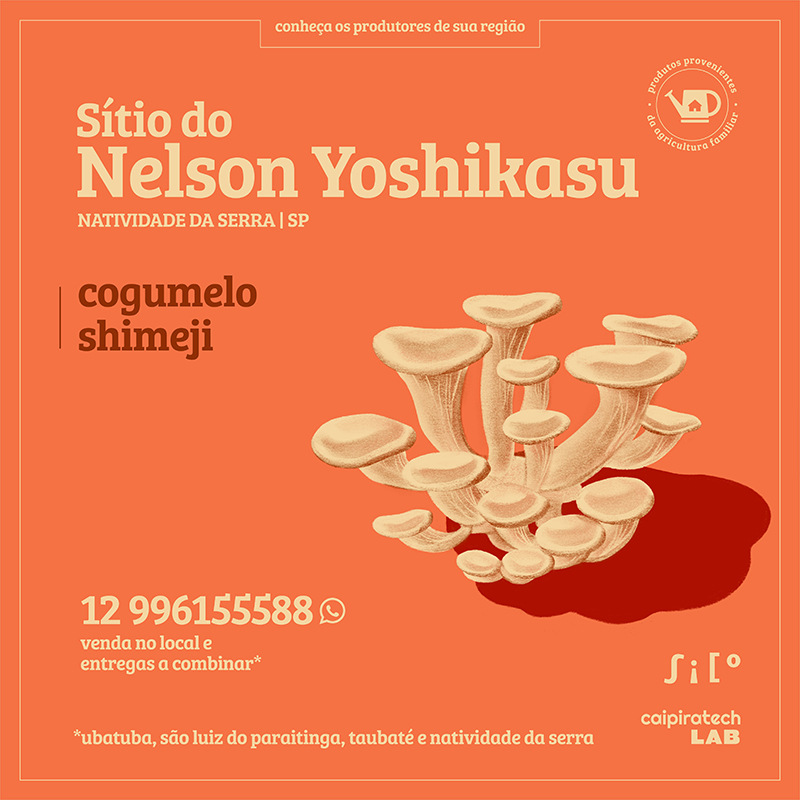 conheça os produtores de sua região
produtos provenientes
da agricultura familiar
Sítio do
Nelson Yoshikasu
NATIVIDADE DA SERRA | SP
cogumelo
shimeji
12 996155588
venda no local e
entregas a combinar*
*ubatuba, são luiz do paraitinga, taubaté e natividade da serra
caipiratech
LAB